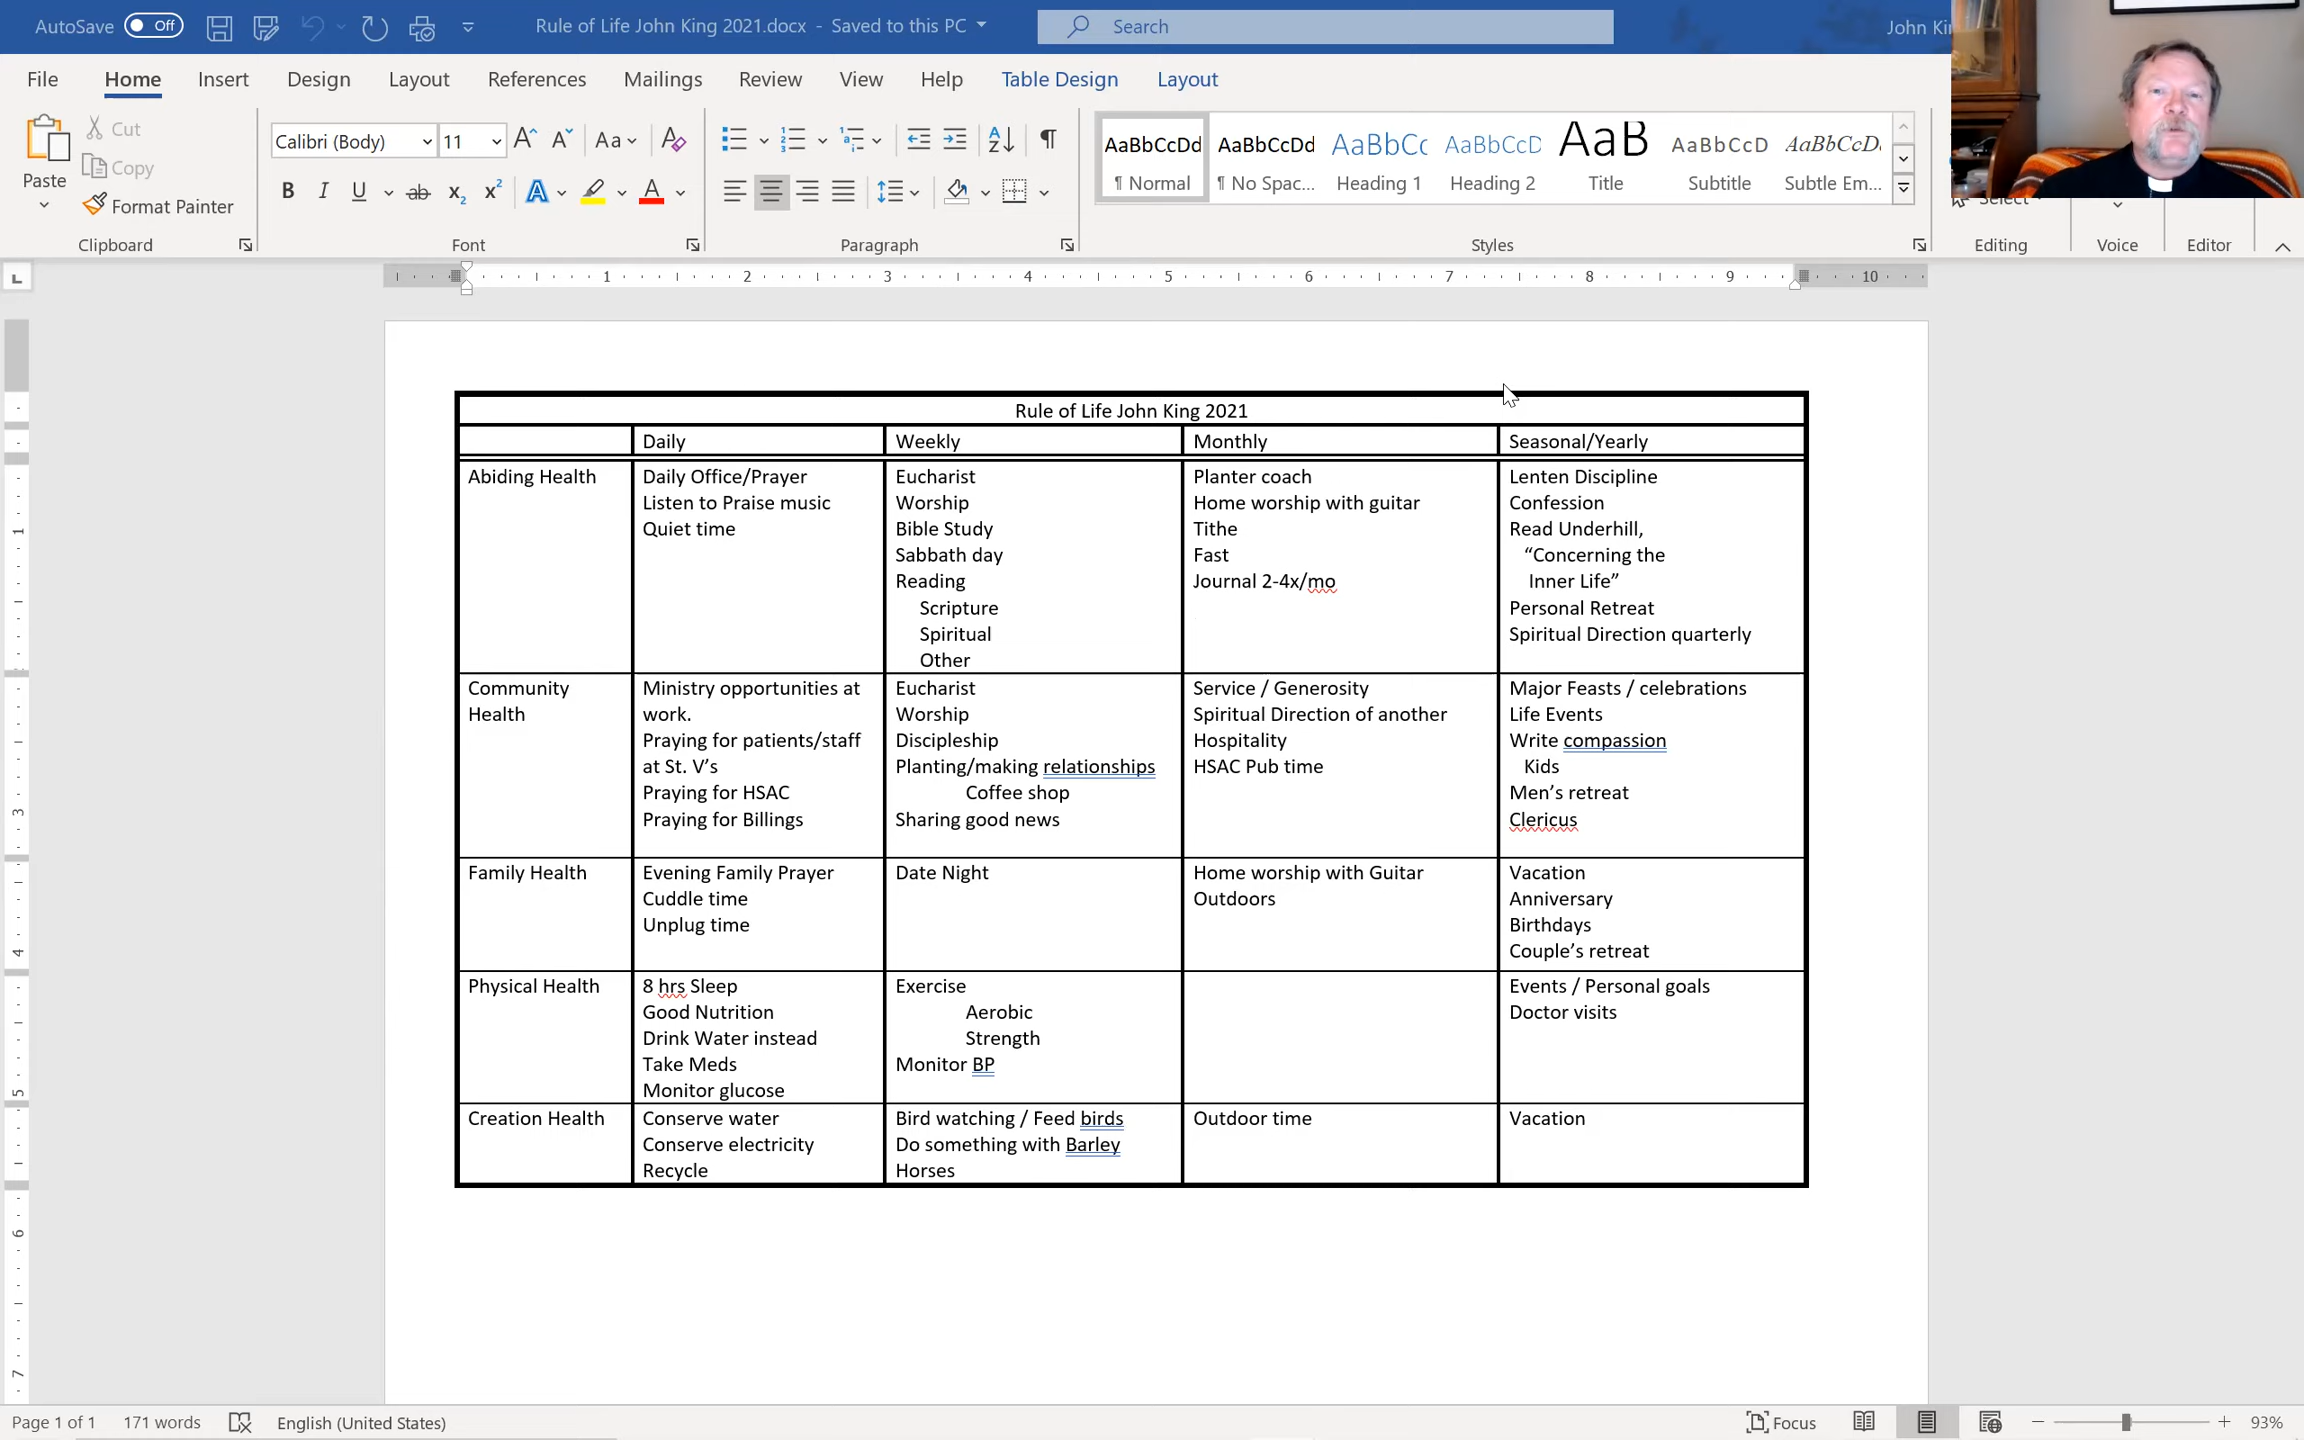 AutoSave Off Rule of Life John King 2021.docx - Saved to this PC Search
File Home Insert Design Layout References Mailings Review View Help Table Design Layout
Paste Cut Copy Format Painter
Calibri (Body) 11
AaBbCcDd AaBbCcDd AaBbCc AaBbCcD AaB AaBbCcD AaBbCcD
¶ Normal ¶ No Spac... Heading 1 Heading 2 Title Subtitle Subtle Em...
Clipboard Font Paragraph Styles Editing Voice Editor
1 2 3 4 5 6 7 8 9 10
Rule of Life John King 2021
Daily Weekly Monthly Seasonal/Yearly
Abiding Health
Daily Office/Prayer
Listen to Praise music
Quiet time
Eucharist
Worship
Bible Study
Sabbath day
Reading
Scripture
Spiritual
Other
Planter coach
Home worship with guitar
Tithe
Fast
Journal 2-4x/mo
Lenten Discipline
Confession
Read Underhill,
“Concerning the
Inner Life”
Personal Retreat
Spiritual Direction quarterly
Community
Health
Ministry opportunities at
work.
Praying for patients/staff
at St. V’s
Praying for HSAC
Praying for Billings
Eucharist
Worship
Discipleship
Planting/making relationships
Coffee shop
Sharing good news
Service / Generosity
Spiritual Direction of another
Hospitality
HSAC Pub time
Major Feasts / celebrations
Life Events
Write compassion
Kids
Men’s retreat
Clericus
Family Health
Evening Family Prayer
Cuddle time
Unplug time
Date Night
Home worship with Guitar
Outdoors
Vacation
Anniversary
Birthdays
Couple’s retreat
Physical Health
8 hrs Sleep
Good Nutrition
Drink Water instead
Take Meds
Monitor glucose
Exercise
Aerobic
Strength
Monitor BP
Events / Personal goals
Doctor visits
Creation Health
Conserve water
Conserve electricity
Recycle
Bird watching / Feed birds
Do something with Barley
Horses
Outdoor time
Vacation
Page 1 of 1 171 words English (United States) Focus 93%